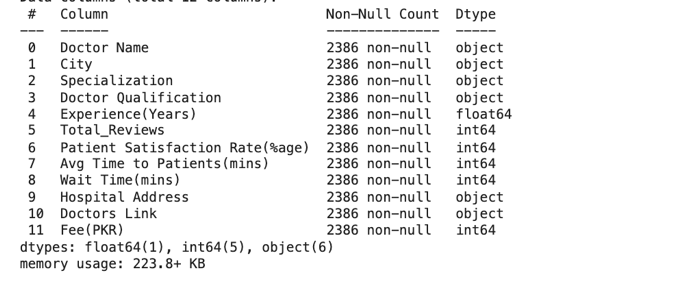 Data columns (total 12 columns):
 #   Column                         Non-Null Count  Dtype
---  ------                         --------------  -----
 0   Doctor Name                    2386 non-null   object
 1   City                           2386 non-null   object
 2   Specialization                 2386 non-null   object
 3   Doctor Qualification           2386 non-null   object
 4   Experience(Years)              2386 non-null   float64
 5   Total_Reviews                  2386 non-null   int64
 6   Patient Satisfaction Rate(%age)  2386 non-null   int64
 7   Avg Time to Patients(mins)     2386 non-null   int64
 8   Wait Time(mins)                2386 non-null   int64
 9   Hospital Address               2386 non-null   object
 10  Doctors Link                   2386 non-null   object
 11  Fee(PKR)                       2386 non-null   int64
dtypes: float64(1), int64(5), object(6)
memory usage: 223.8+ KB